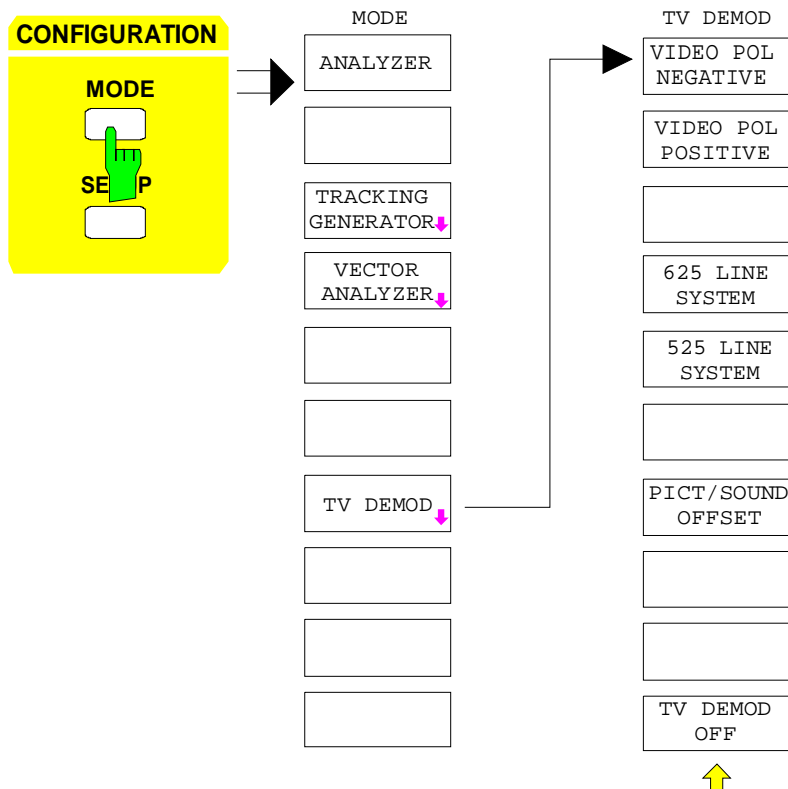 CONFIGURATION
MODE
MODE
ANALYZER
TRACKING
GENERATOR
VECTOR
ANALYZER
TV DEMOD
TV DEMOD
VIDEO POL
NEGATIVE
VIDEO POL
POSITIVE
625 LINE
SYSTEM
525 LINE
SYSTEM
PICT/SOUND
OFFSET
TV DEMOD
OFF